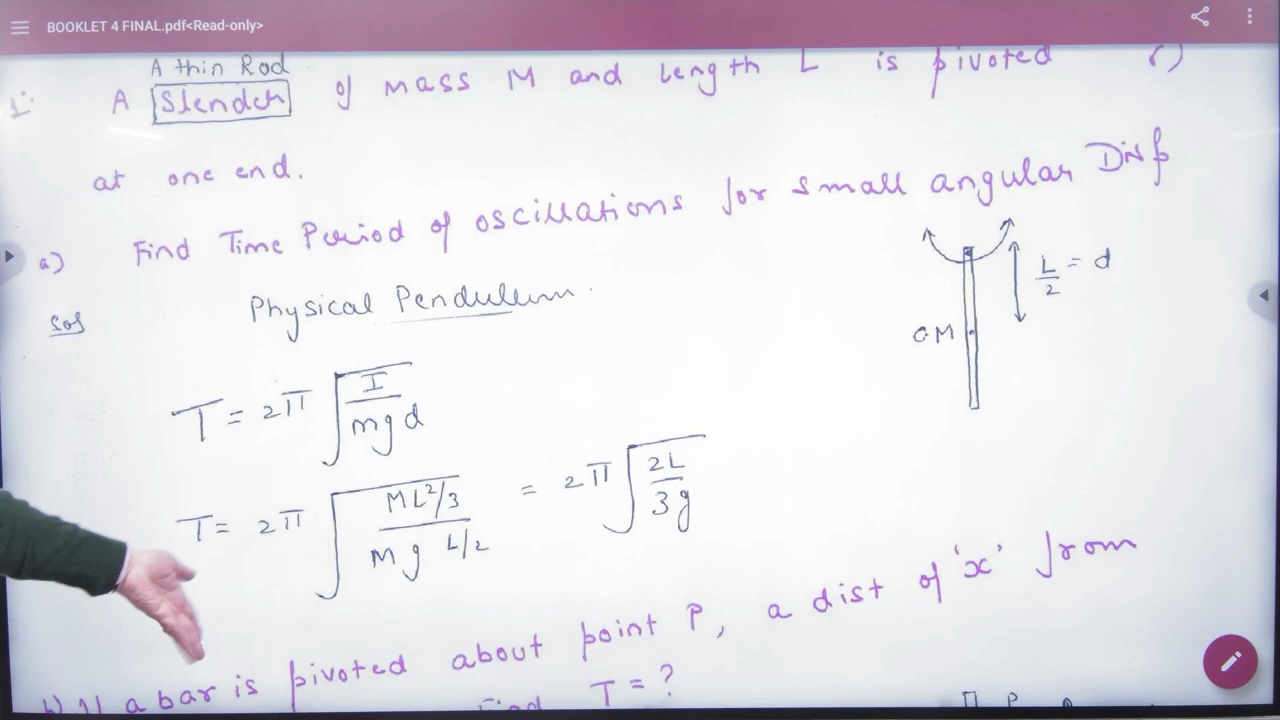 BOOKLET 4 FINAL.pdf<Read-only>
A thin Rod
1. A Slender of mass M and length L is pivoted
at one end.
a) Find Time Period of oscillations for small angular Disp
Sol Physical Pendulum.
L/2 = d
CM
T = 2π √(I/mgd)
T = 2π √((ML²/3)/(Mg L/2)) = 2π √(2L/3g)
b) If a bar is pivoted about point P, a dist of 'x' from
Find T = ?
P